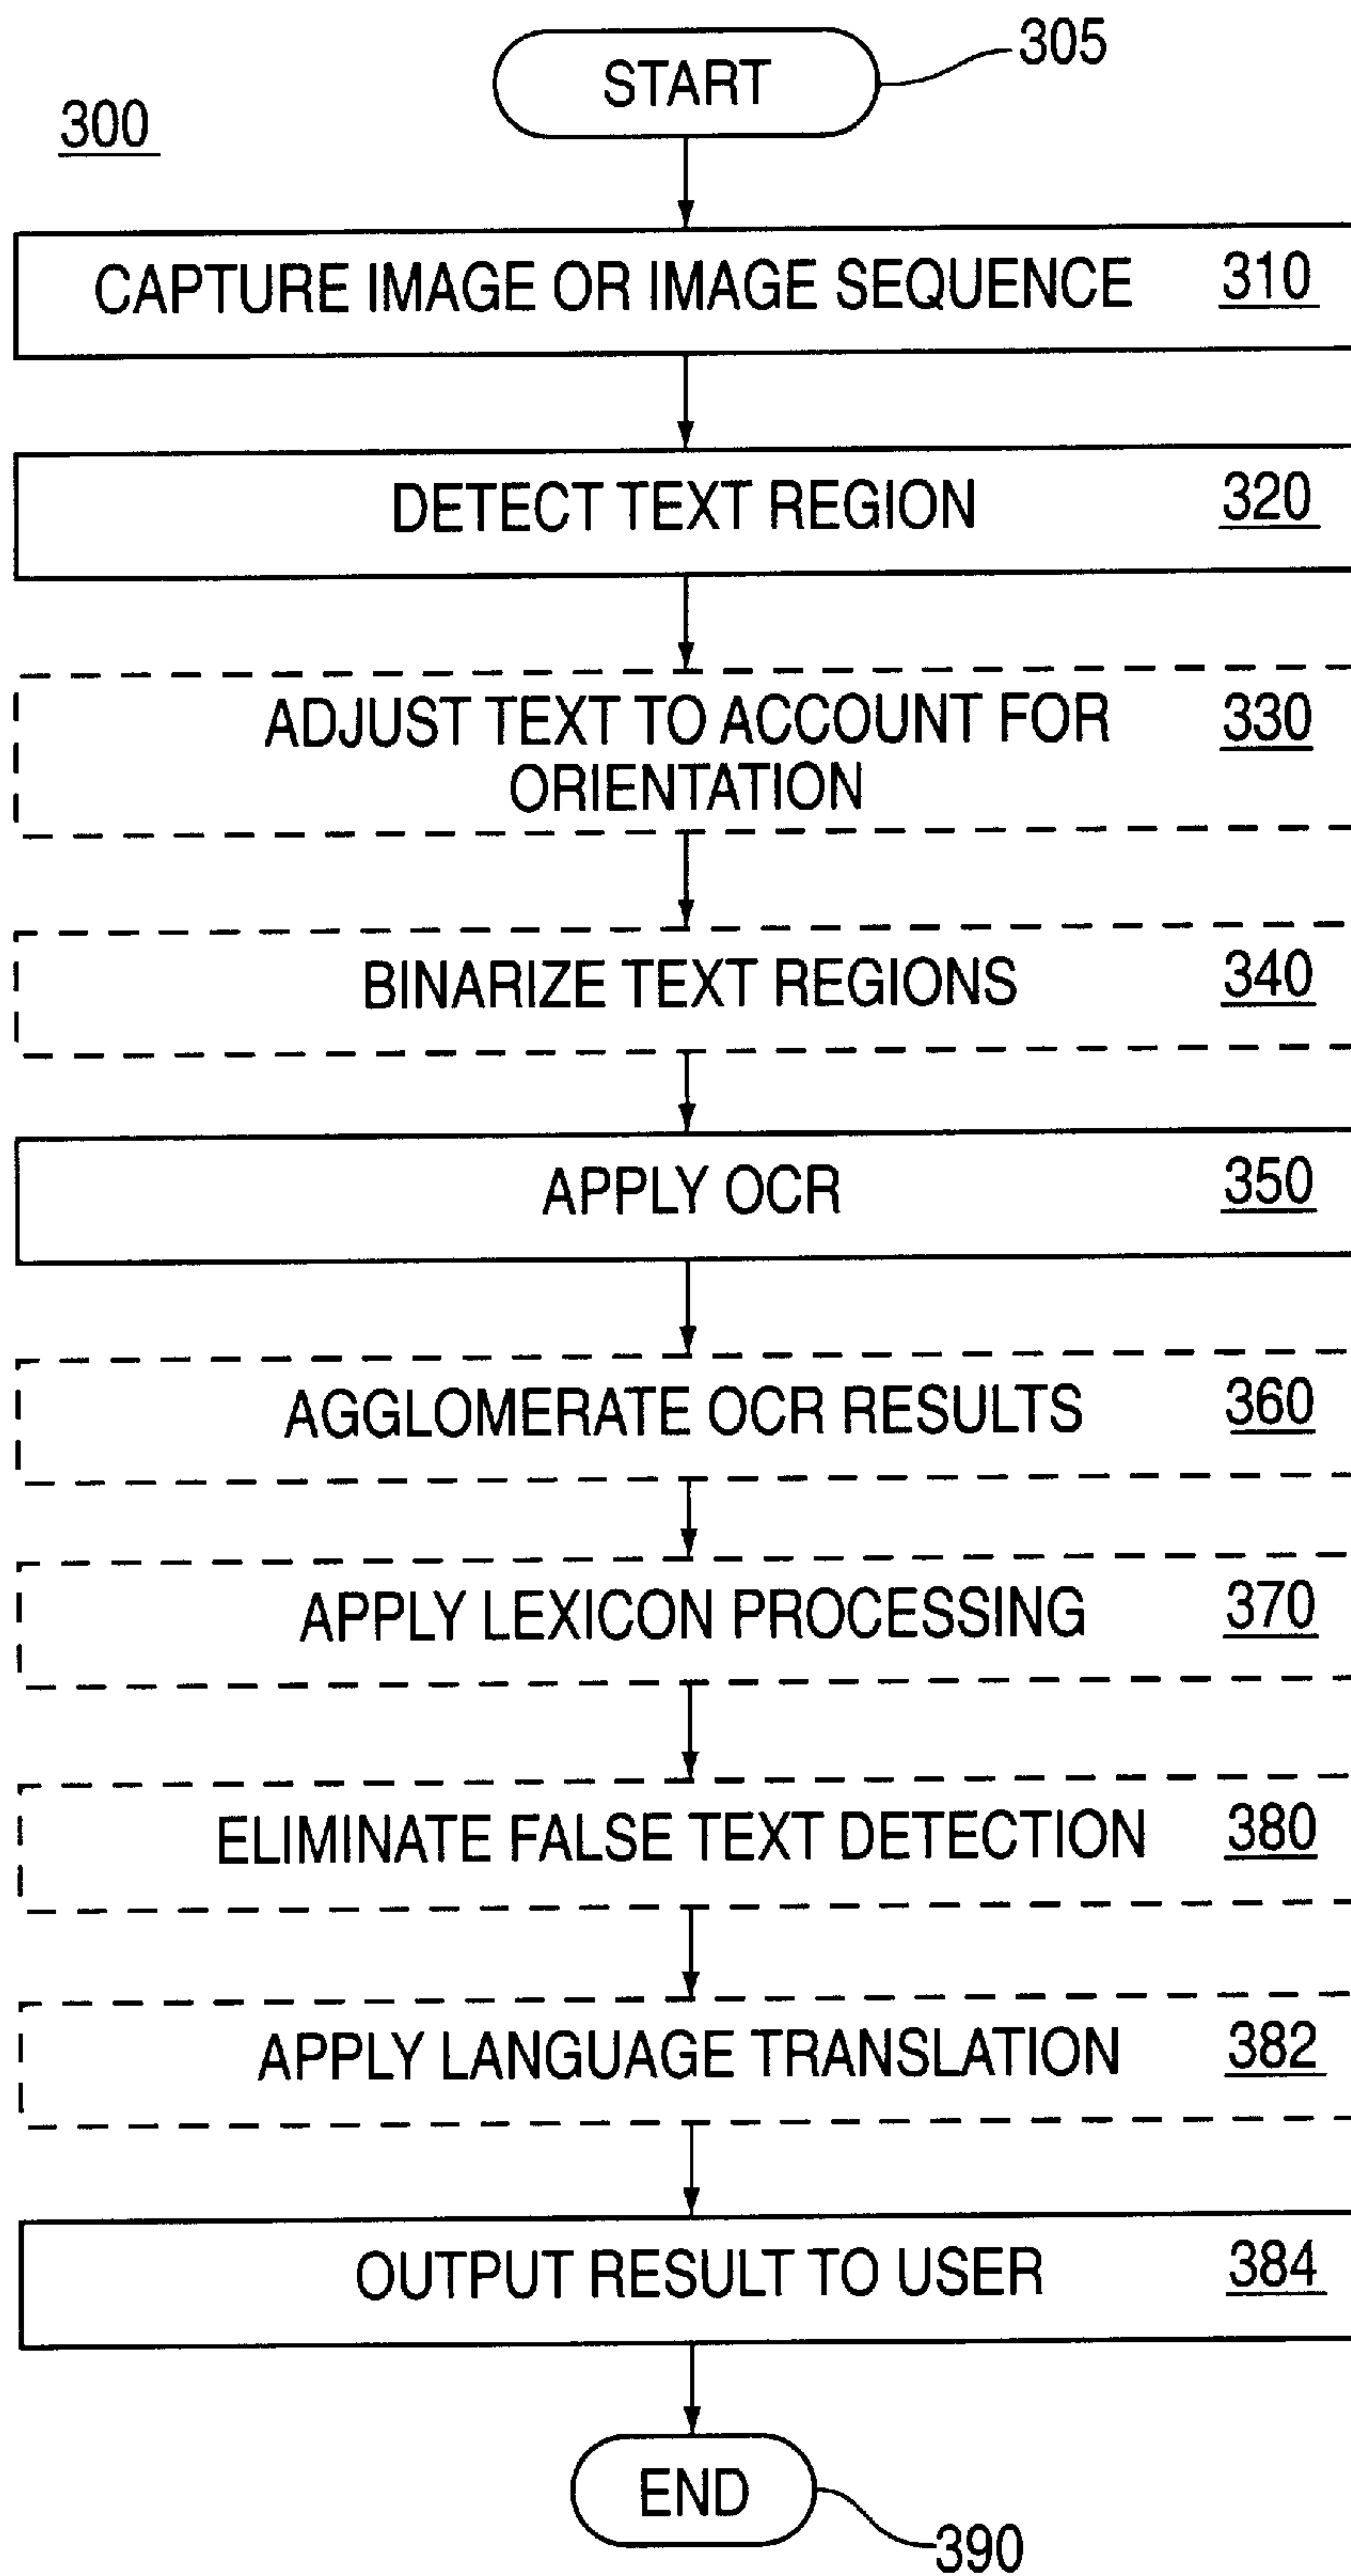 START
305
300
CAPTURE IMAGE OR IMAGE SEQUENCE 310
DETECT TEXT REGION 320
ADJUST TEXT TO ACCOUNT FOR 330
ORIENTATION
BINARIZE TEXT REGIONS 340
APPLY OCR 350
AGGLOMERATE OCR RESULTS 360
APPLY LEXICON PROCESSING 370
ELIMINATE FALSE TEXT DETECTION 380
APPLY LANGUAGE TRANSLATION 382
OUTPUT RESULT TO USER 384
END
390